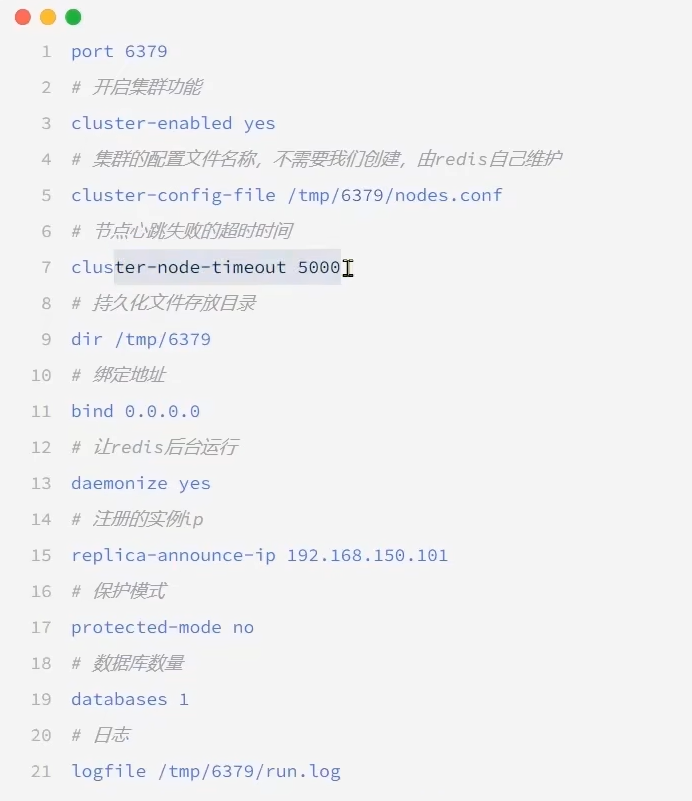 1 port 6379
2 # 开启集群功能
3 cluster-enabled yes
4 # 集群的配置文件名称，不需要我们创建，由redis自己维护
5 cluster-config-file /tmp/6379/nodes.conf
6 # 节点心跳失败的超时时间
7 cluster-node-timeout 5000
8 # 持久化文件存放目录
9 dir /tmp/6379
10 # 绑定地址
11 bind 0.0.0.0
12 # 让redis后台运行
13 daemonize yes
14 # 注册的实例ip
15 replica-announce-ip 192.168.150.101
16 # 保护模式
17 protected-mode no
18 # 数据库数量
19 databases 1
20 # 日志
21 logfile /tmp/6379/run.log